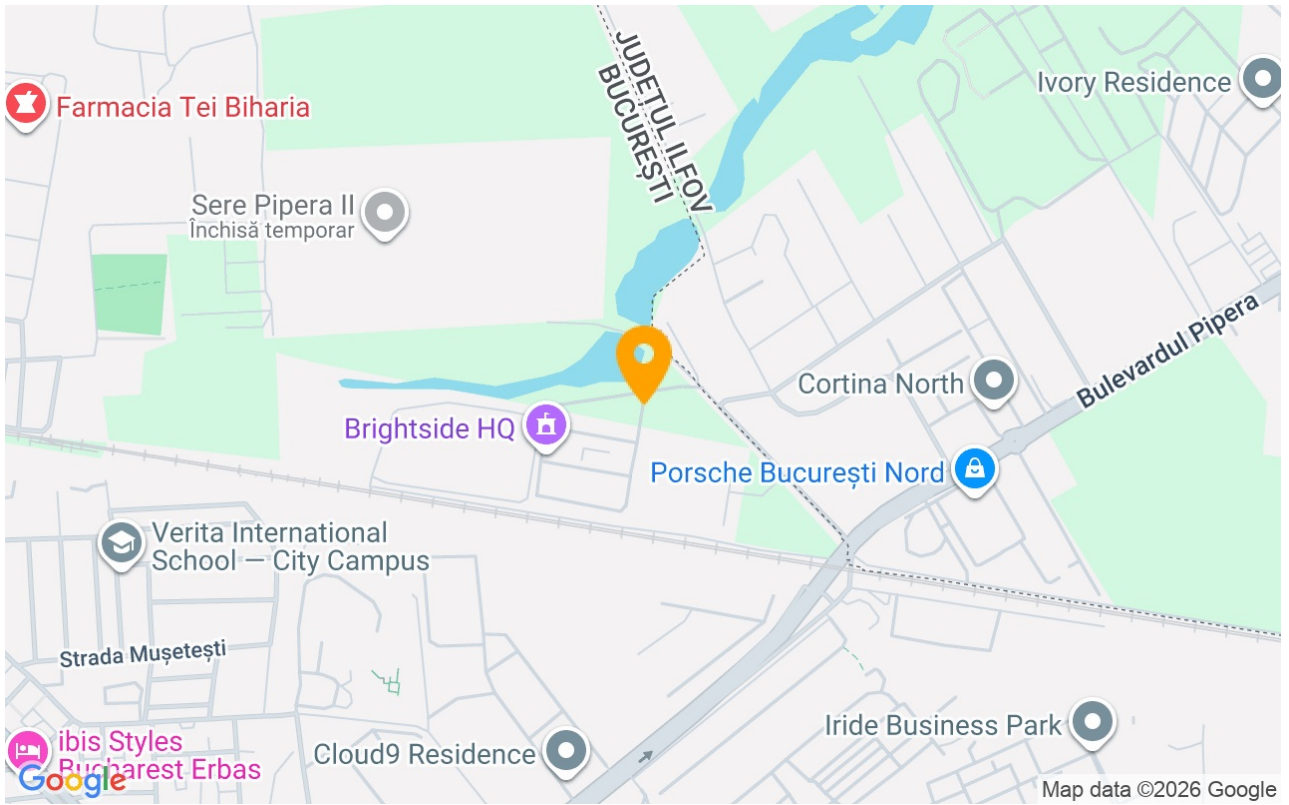 JUDEȚUL ILFOV
BUCUREȘTI
Ivory Residence
Farmacia Tei Biharia
Sere Pipera II
Închisă temporar
Bulevardul Pipera
Cortina North
Brightside HQ
Porsche București Nord
Verita International
School — City Campus
Strada Mușetești
Iride Business Park
ibis Styles
Bucharest Erbas
Cloud9 Residence
Google
Map data ©2026 Google